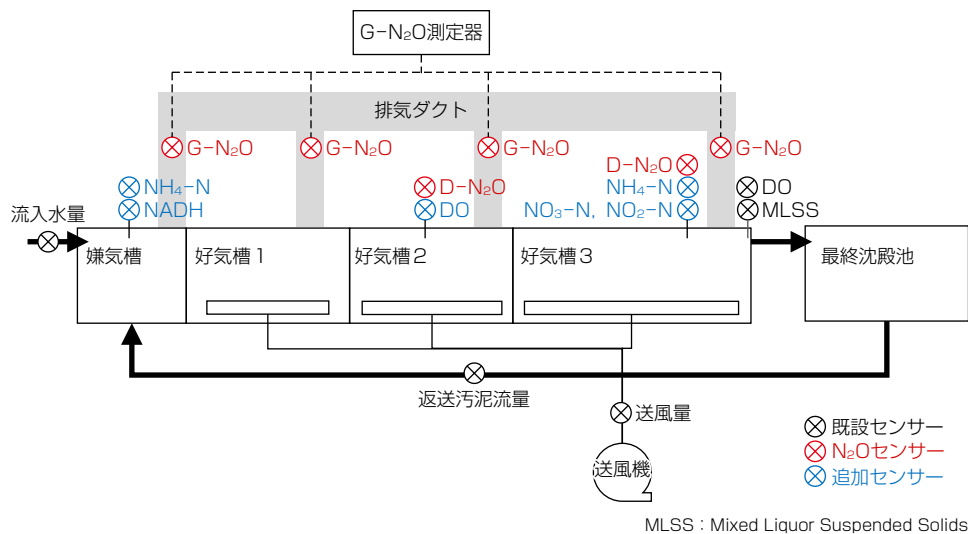 G-N₂O測定器
排気ダクト
G-N₂O
G-N₂O
G-N₂O
G-N₂O
NH₄-N
NADH
D-N₂O
DO
D-N₂O
NH₄-N
NO₃-N, NO₂-N
DO
MLSS
流入水量
嫌気槽
好気槽1
好気槽2
好気槽3
最終沈殿池
返送汚泥流量
送風量
送風機
既設センサー
N₂Oセンサー
追加センサー
MLSS：Mixed Liquor Suspended Solids